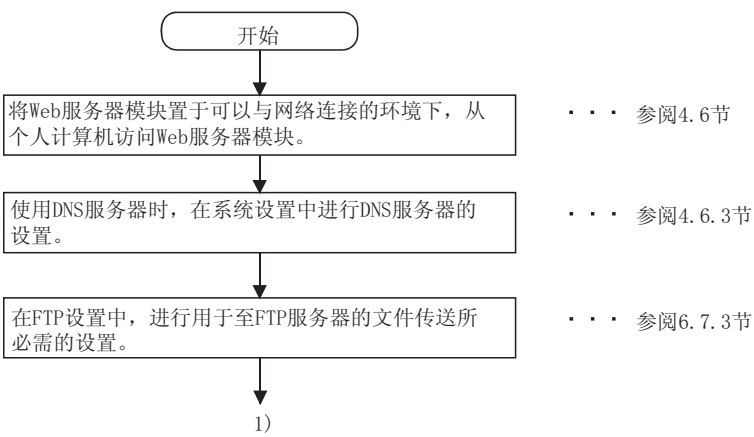 开始
将Web服务器模块置于可以与网络连接的环境下，从
个人计算机访问Web服务器模块。
··· 参阅4.6节
使用DNS服务器时，在系统设置中进行DNS服务器的
设置。
··· 参阅4.6.3节
在FTP设置中，进行用于至FTP服务器的文件传送所
必需的设置。
··· 参阅6.7.3节
1)